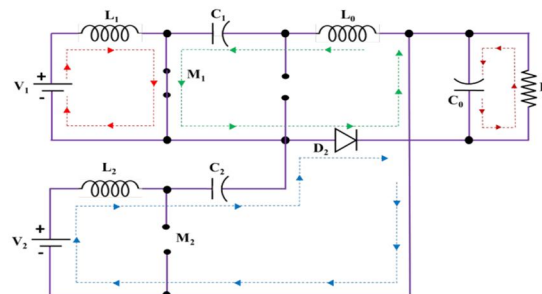 L₁
C₁
L₀
V₁
+
-
M₁
C₀
D₂
L₂
C₂
V₂
+
-
M₂